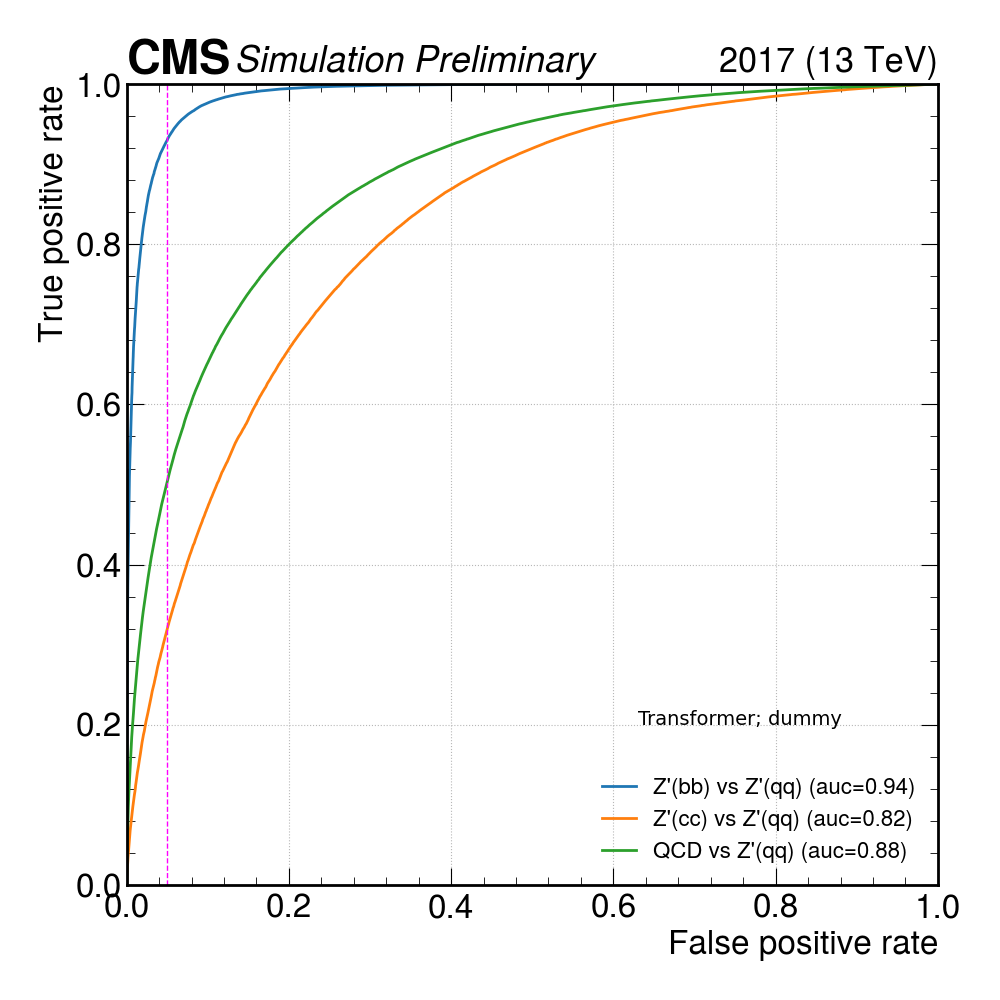 CMS Simulation Preliminary 2017 (13 TeV)
True positive rate
1.0
0.8
0.6
0.4
0.2
0.0
Transformer; dummy
Z'(bb) vs Z'(qq) (auc=0.94)
Z'(cc) vs Z'(qq) (auc=0.82)
QCD vs Z'(qq) (auc=0.88)
0.0 0.2 0.4 0.6 0.8 1.0
False positive rate